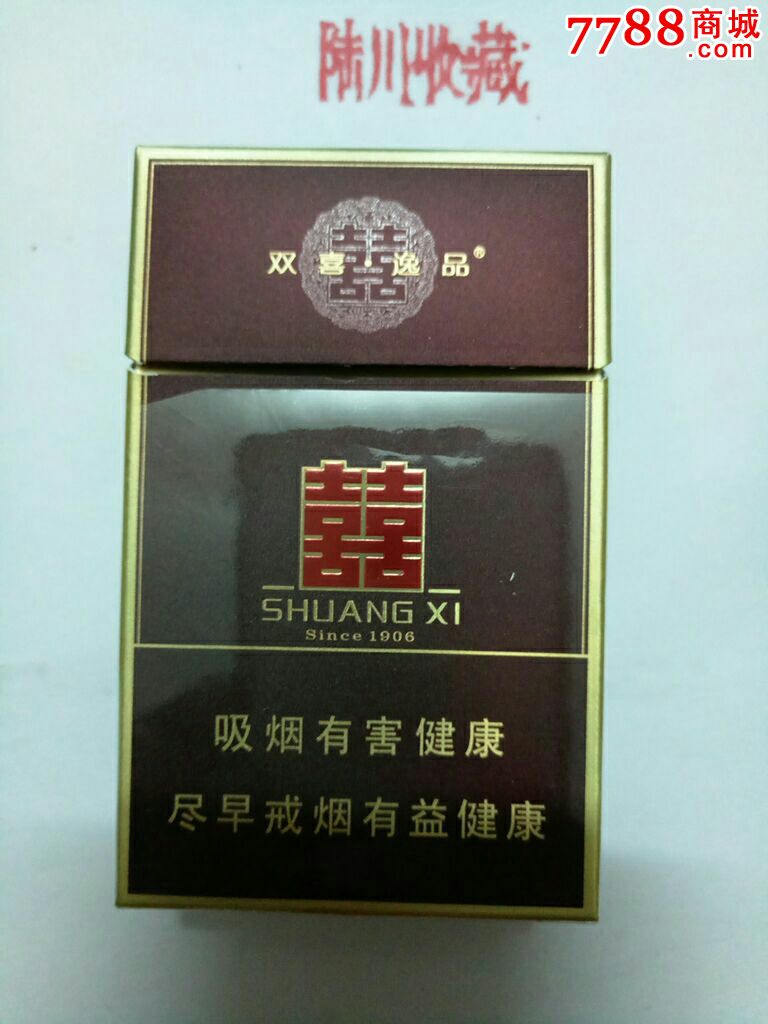 7788商城
.com
陆川收藏
双喜·逸品®
囍
囍
SHUANG XI
Since 1906
吸烟有害健康
尽早戒烟有益健康